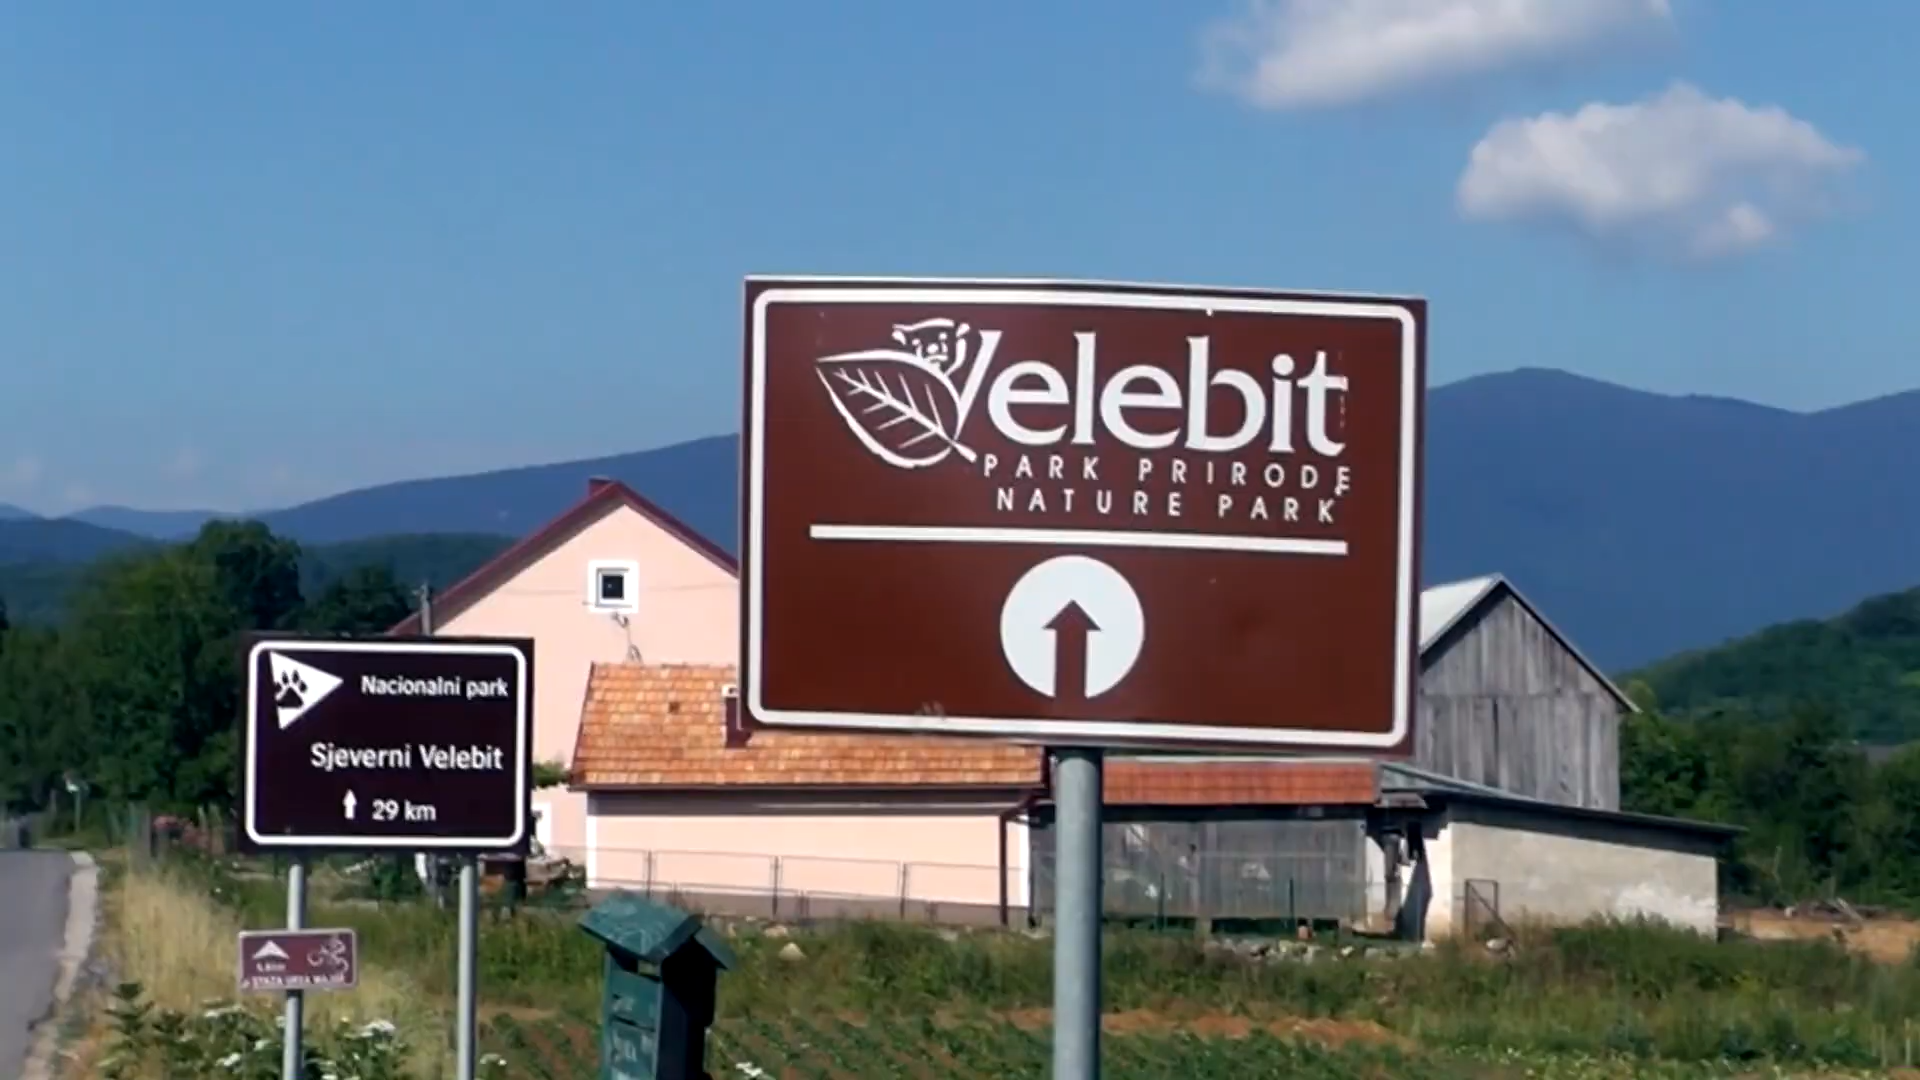 Velebit
PARK PRIRODE
NATURE PARK
Nacionalni park
Sjeverni Velebit
29 km